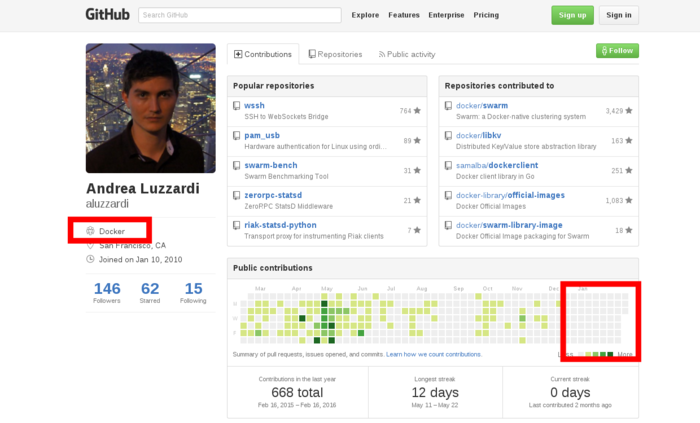 GitHub Search GitHub Explore Features Enterprise Pricing Sign up Sign in
Contributions Repositories Public activity Follow
Andrea Luzzardi
aluzzardi
Docker
San Francisco, CA
Joined on Jan 10, 2010
146 62 15
Followers Starred Following
Popular repositories
wssh 764
SSH to WebSockets Bridge
pam_usb 89
Hardware authentication for Linux using ordi…
swarm-bench 31
Swarm Benchmarking Tool
zerorpc-statsd 21
ZeroRPC StatsD Middleware
riak-statsd-python 7
Transport proxy for instrumenting Riak clients
Repositories contributed to
docker/swarm 3,429
Swarm: a Docker-native clustering system
docker/libkv 163
Distributed KeyValue store abstraction library
samalba/dockerclient 251
Docker client library in Go
docker-library/official-images 1,083
Docker Official Images
docker/swarm-library-image 18
Docker Official Image packaging for Swarm
Public contributions
Mar Apr May Jun Jul Aug Sep Oct Nov Dec Jan
M
W
F
Summary of pull requests, issues opened, and commits. Learn how we count contributions. Less More
Contributions in the last year
668 total
Feb 16, 2015 – Feb 16, 2016
Longest streak
12 days
May 11 – May 22
Current streak
0 days
Last contributed 2 months ago